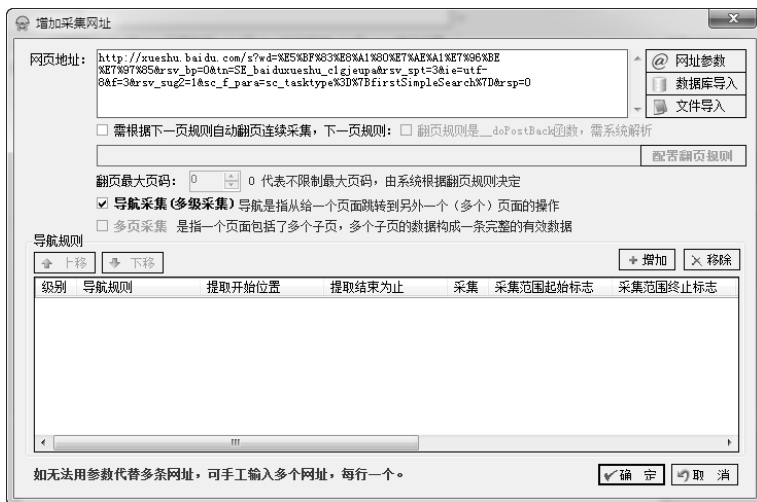 增加采集网址
x
网页地址：
http://xueshu.baidu.com/s?wd=%E5%BF%83%E8%A1%80%E7%AE%A1%E7%96%BE
%E7%97%85&rsv_bp=0&tn=SE_baiduxueshu_c1gjeupa&rsv_spt=3&ie=utf-
8&f=3&rsv_sug2=1&sc_f_para=sc_tasktype%3D%7BfirstSimpleSearch%7D&rsp=0
@ 网址参数
数据库导入
文件导入
需根据下一页规则自动翻页连续采集，下一页规则： 翻页规则是__doPostBack函数，需系统解析
配置翻页规则
翻页最大页码： 0 0 代表不限制最大页码，由系统根据翻页规则决定
导航采集(多级采集) 导航是指从给一个页面跳转到另外一个（多个）页面的操作
多页采集 是指一个页面包括了多个子页，多个子页的数据构成一条完整的有效数据
导航规则
上移 下移 增加 移除
级别 导航规则 提取开始位置 提取结束为止 采集 采集范围起始标志 采集范围终止标志
如无法用参数代替多条网址，可手工输入多个网址，每行一个。 确 定 取 消